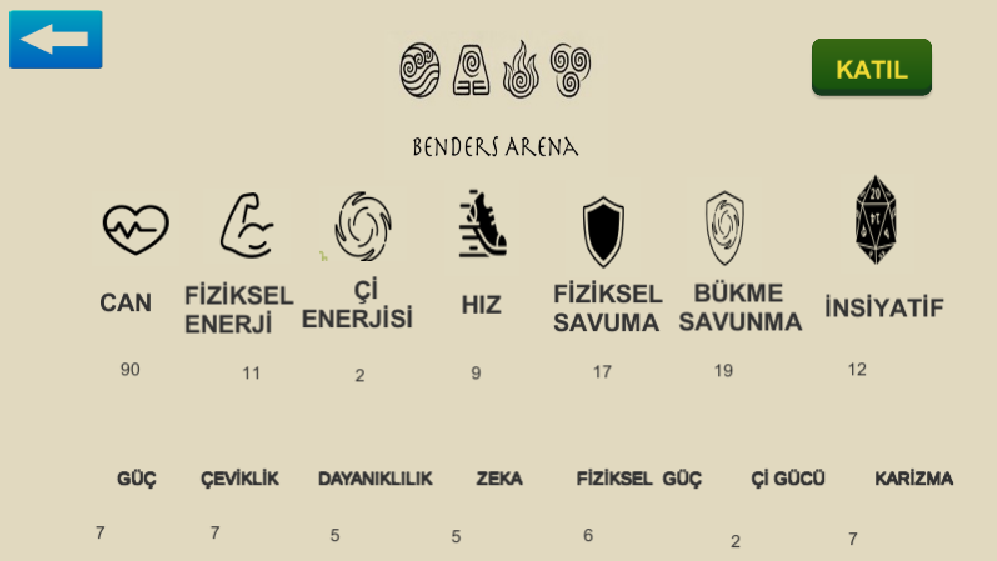 KATIL
BENDERS ARENA
CAN
FİZİKSEL
ENERJİ
Çİ
ENERJİSİ
HIZ
FİZİKSEL
SAVUMA
BÜKME
SAVUNMA
İNSİYATİF
90 11 2 9 17 19 12
GÜÇ ÇEVİKLİK DAYANIKLILIK ZEKA FİZİKSEL GÜÇ Çİ GÜCÜ KARİZMA
7 7 5 5 6 2 7